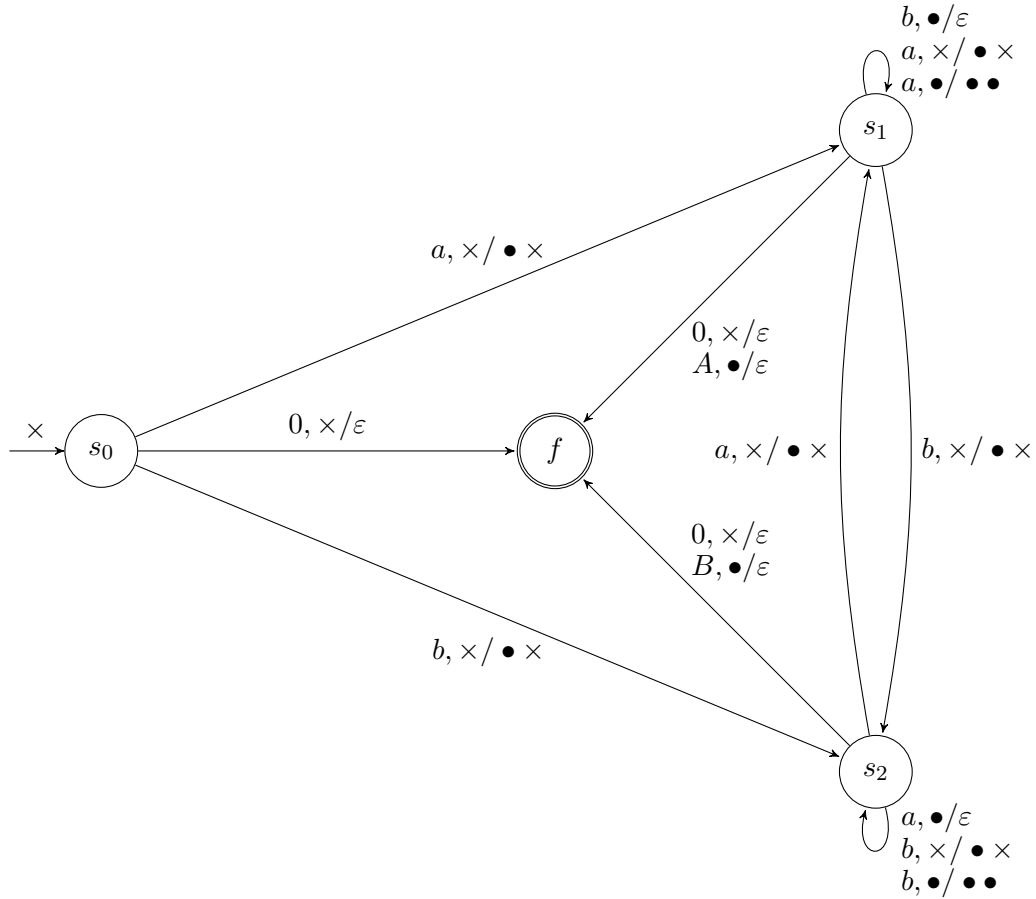 b, ●/ε
a, ×/ ● ×
a, ●/ ● ●
s₁
a, ×/ ● ×
0, ×/ε
A, ●/ε
×
s₀
0, ×/ε
f
a, ×/ ● ×
b, ×/ ● ×
0, ×/ε
B, ●/ε
b, ×/ ● ×
s₂
a, ●/ε
b, ×/ ● ×
b, ●/ ● ●